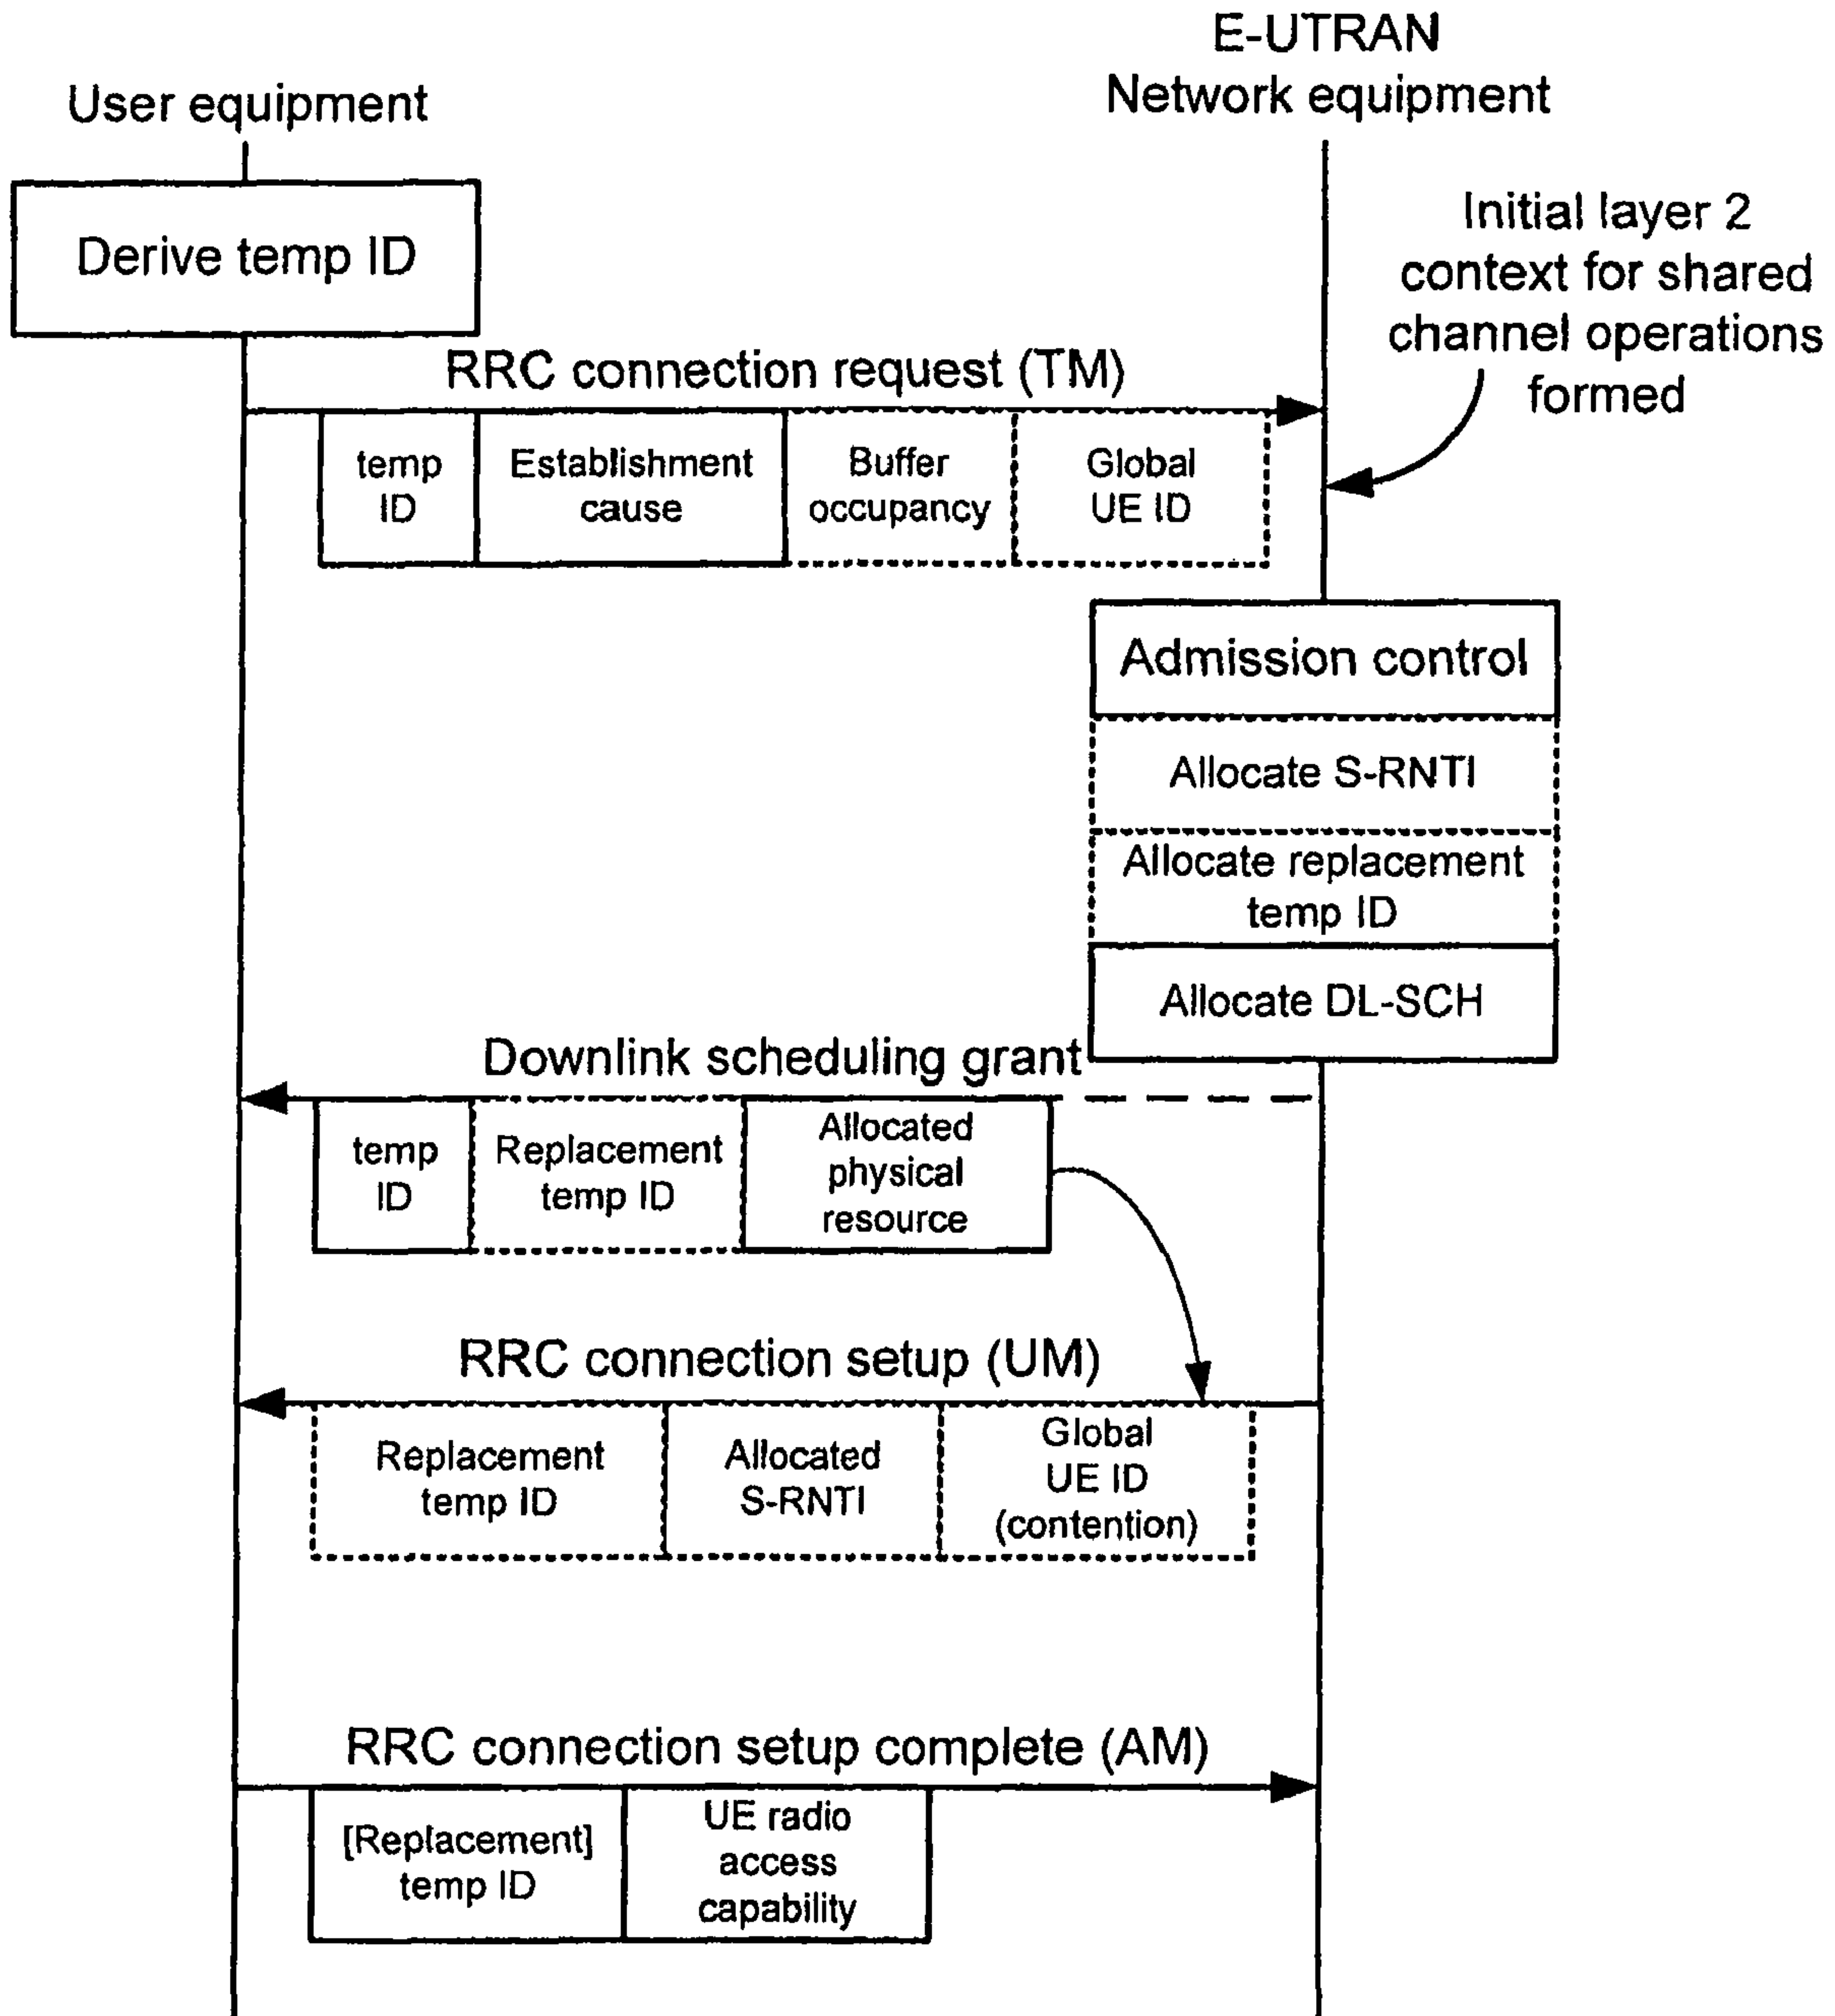 E-UTRAN
Network equipment
User equipment
Derive temp ID
Initial layer 2
context for shared
channel operations
formed
RRC connection request (TM)
temp
ID
Establishment
cause
Buffer
occupancy
Global
UE ID
Admission control
Allocate S-RNTI
Allocate replacement
temp ID
Allocate DL-SCH
Downlink scheduling grant
temp
ID
Replacement
temp ID
Allocated
physical
resource
RRC connection setup (UM)
Replacement
temp ID
Allocated
S-RNTI
Global
UE ID
(contention)
RRC connection setup complete (AM)
[Replacement]
temp ID
UE radio
access
capability